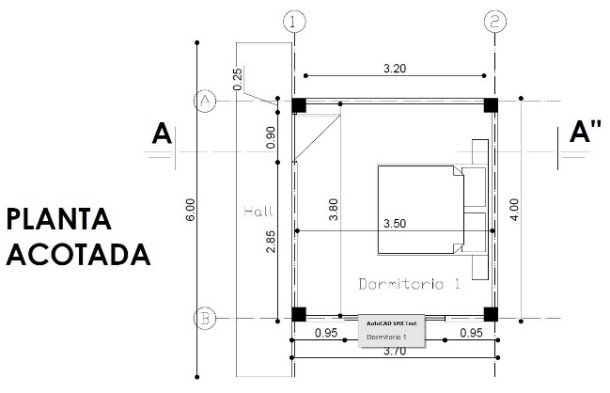 1
2
3.20
0.25
A
A
A"
0.90
PLANTA
ACOTADA
6.00
Hall
2.85
3.80
3.50
4.00
Dormitorio 1
B
AutoCAD SHX Text
Dormitorio 1
0.95
0.95
3.70